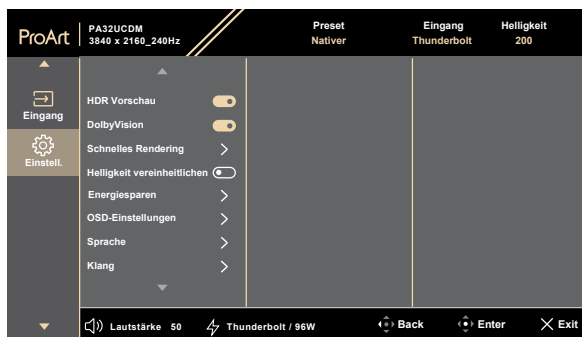 ProArt
PA32UCDM
3840 x 2160_240Hz
Preset
Nativer
Eingang
Thunderbolt
Helligkeit
200
Eingang
Einstell.
HDR Vorschau
DolbyVision
Schnelles Rendering
Helligkeit vereinheitlichen
Energiesparen
OSD-Einstellungen
Sprache
Klang
Lautstärke 50
Thunderbolt / 96W
Back
Enter
Exit